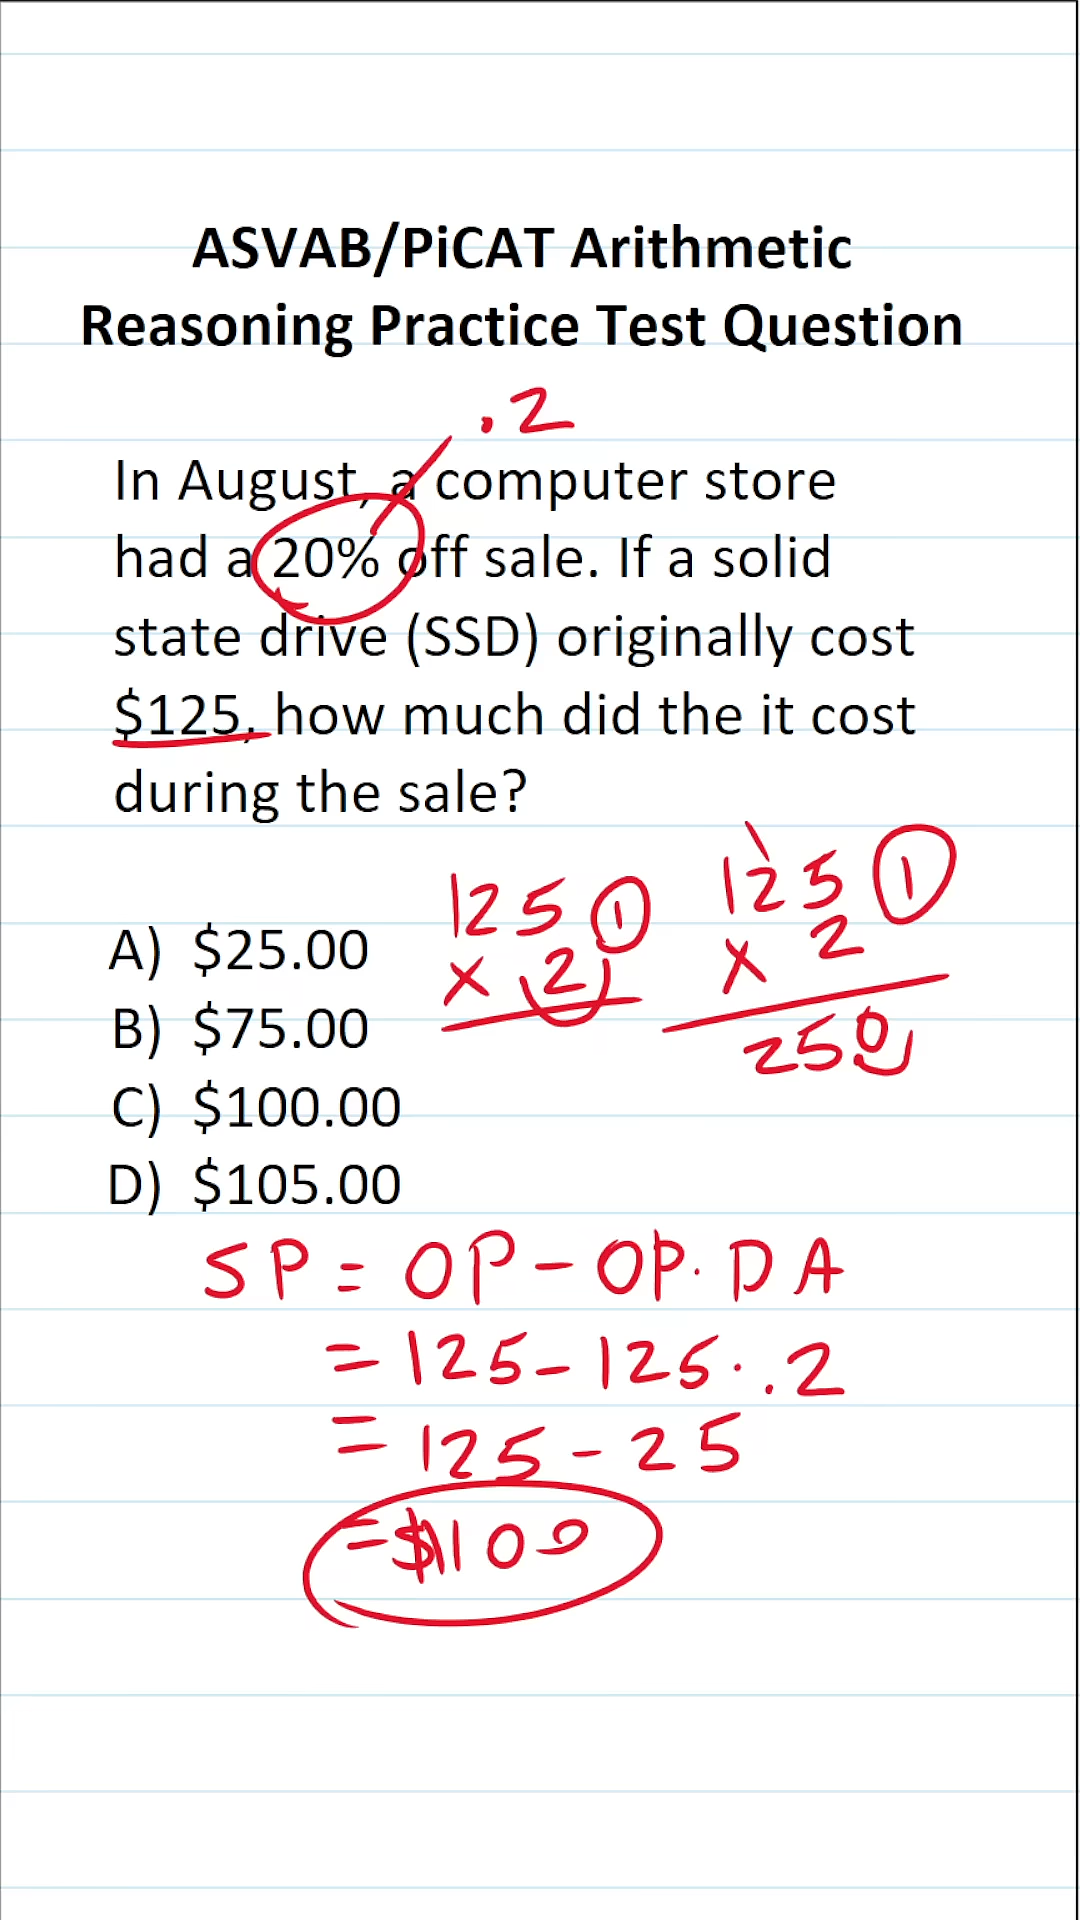 ASVAB/PiCAT Arithmetic
Reasoning Practice Test Question
.2
In August, a computer store
had a 20% off sale. If a solid
state drive (SSD) originally cost
$125, how much did the it cost
during the sale?
125 1
x .2
1
125 1
x 2
250
A) $25.00
B) $75.00
C) $100.00
D) $105.00
SP = OP - OP. DA
= 125 - 125 . .2
= 125 - 25
= $100